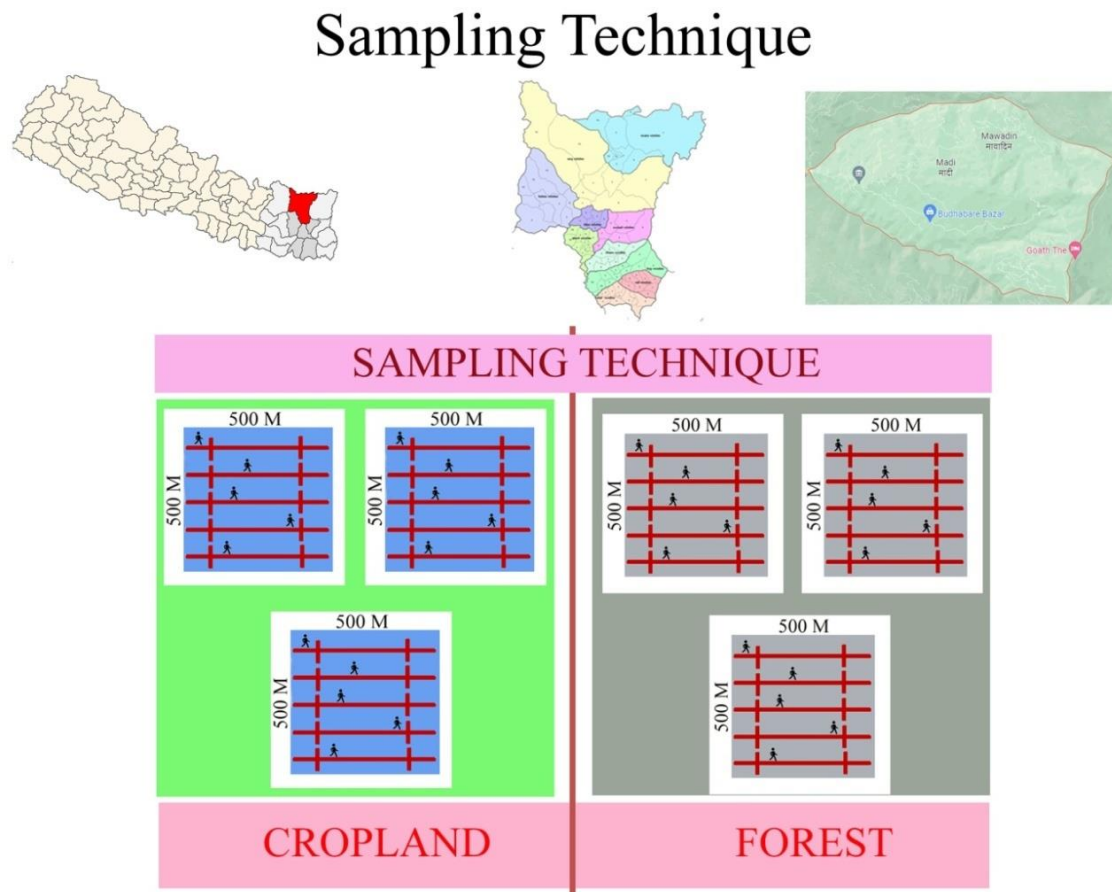 Sampling Technique
Mawadin
मावादिन
Madi
मादी
Budhabare Bazar
Goath The
SAMPLING TECHNIQUE
500 M
500 M
500 M
500 M
500 M
500 M
500 M
500 M
500 M
500 M
500 M
500 M
CROPLAND
FOREST